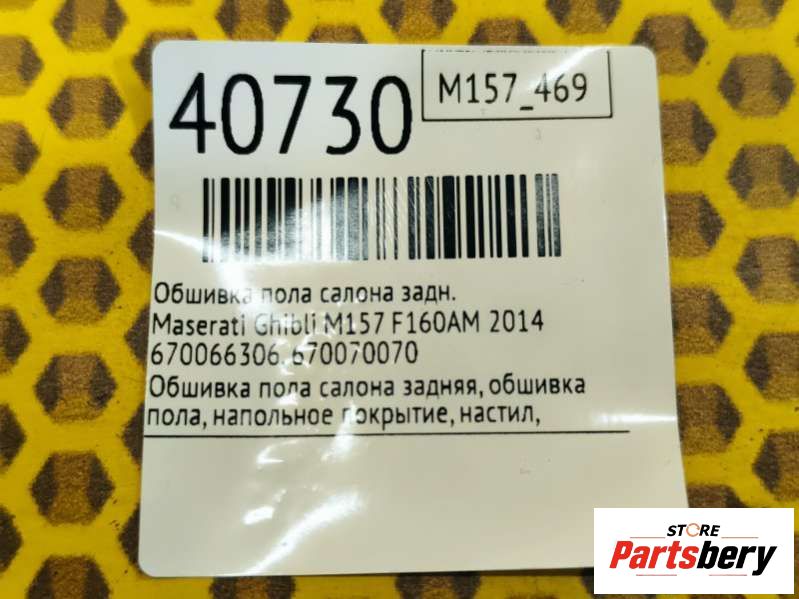 40730
M157_469
Обшивка пола салона задн.
Maserati Ghibli M157 F160AM 2014
670066306, 670070070
Обшивка пола салона задняя, обшивка
пола, напольное покрытие, настил,
STORE
Partsbery